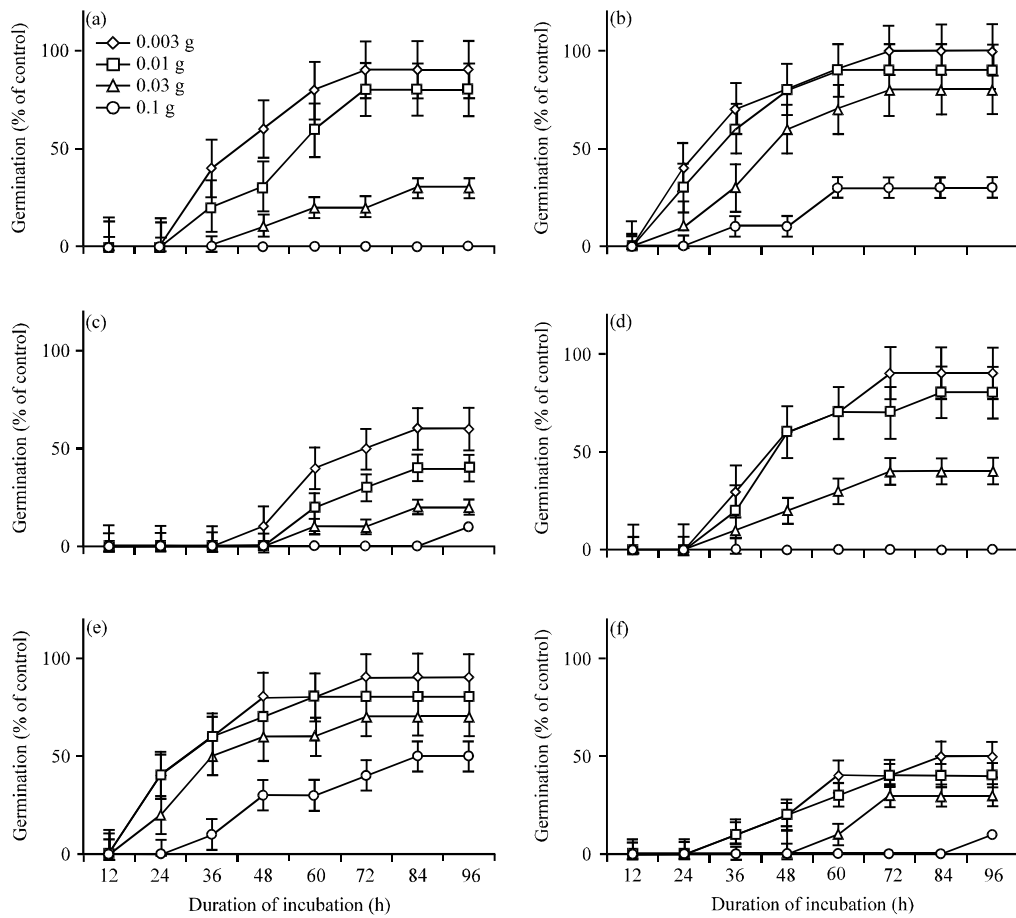 (a)
0.003 g
0.01 g
0.03 g
0.1 g
100
50
0
Germination (% of control)
(b)
100
50
0
Germination (% of control)
(c)
100
50
0
Germination (% of control)
(d)
100
50
0
Germination (% of control)
(e)
100
50
0
Germination (% of control)
12 24 36 48 60 72 84 96
Duration of incubation (h)
(f)
100
50
0
Germination (% of control)
12 24 36 48 60 72 84 96
Duration of incubation (h)